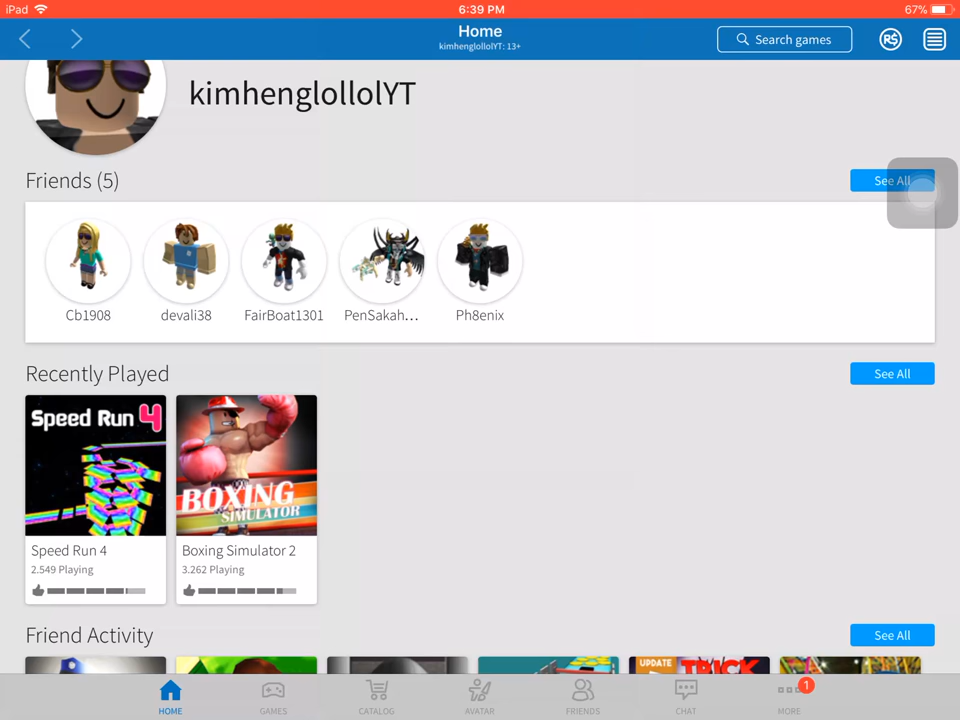 iPad 6:39 PM 67%
Home
kimhenglollolYT: 13+
Search games
R$
kimhenglollolYT
Friends (5)
See All
Cb1908 devali38 FairBoat1301 PenSakah... Ph8enix
Recently Played
See All
Speed Run 4
BOXING
SIMULATOR
Speed Run 4
2.549 Playing
Boxing Simulator 2
3.262 Playing
Friend Activity
See All
UPDATE
TRICK
1
HOME GAMES CATALOG AVATAR FRIENDS CHAT MORE